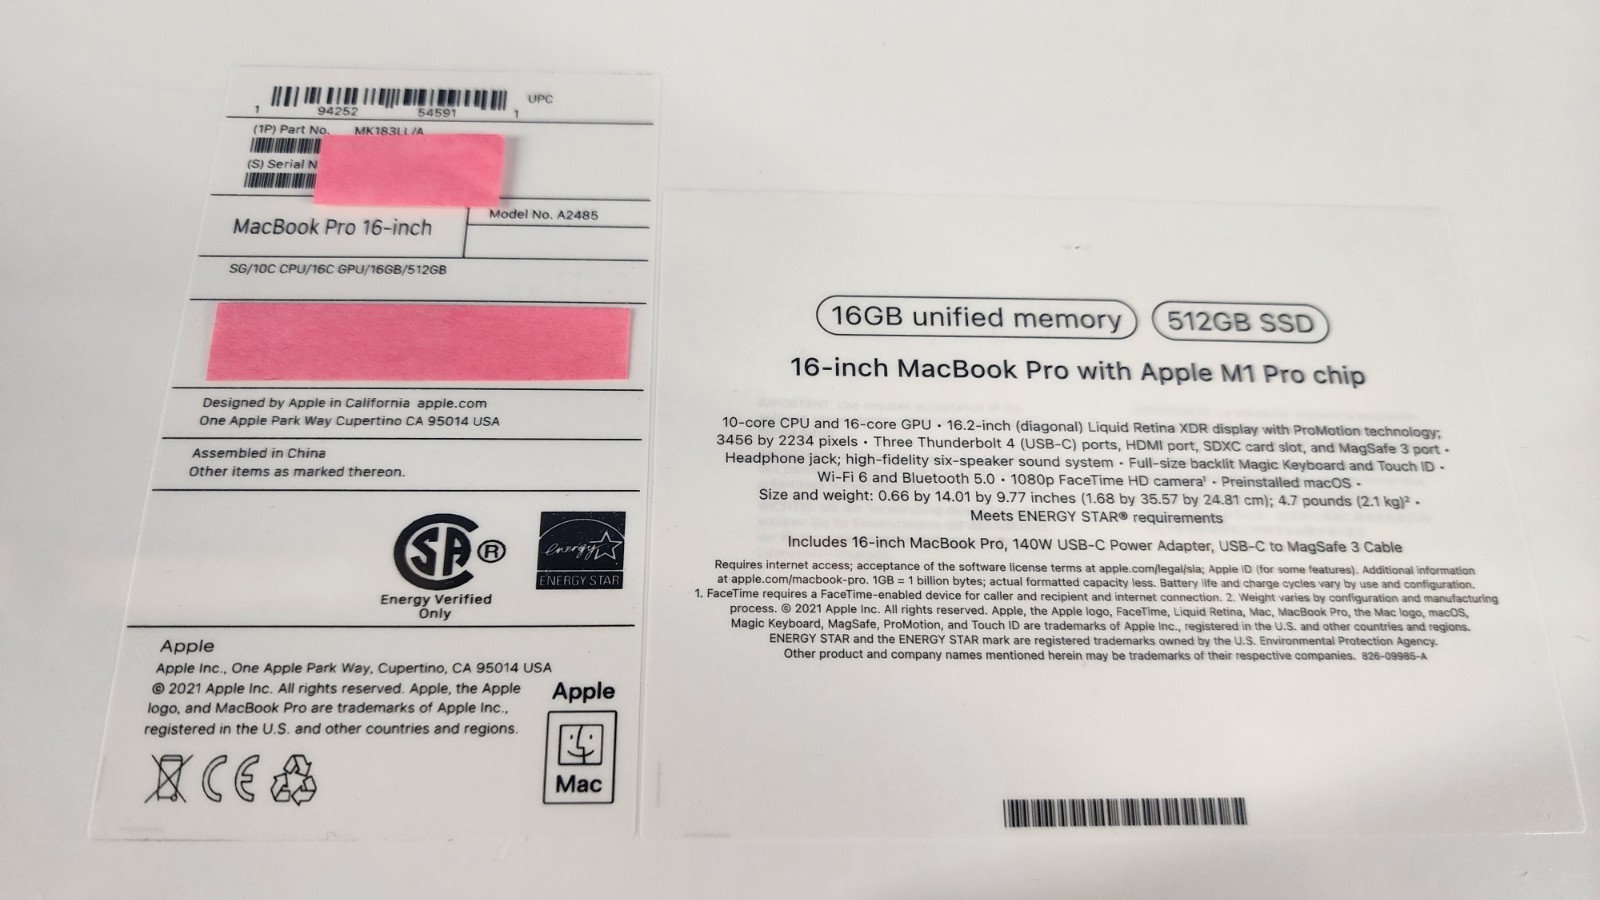 1 94252 54591 1 UPC
(1P) Part No. MK183LL/A
(S) Serial N
MacBook Pro 16-inch
Model No. A2485
SG/10C CPU/16C GPU/16GB/512GB
Designed by Apple in California apple.com
One Apple Park Way Cupertino CA 95014 USA
Assembled in China
Other items as marked thereon.
SA ®
energy
ENERGY STAR
Energy Verified
Only
Apple
Apple Inc., One Apple Park Way, Cupertino, CA 95014 USA
© 2021 Apple Inc. All rights reserved. Apple, the Apple
logo, and MacBook Pro are trademarks of Apple Inc.,
registered in the U.S. and other countries and regions.
Apple
Mac
CE
16GB unified memory 512GB SSD
16-inch MacBook Pro with Apple M1 Pro chip
10-core CPU and 16-core GPU • 16.2-inch (diagonal) Liquid Retina XDR display with ProMotion technology;
3456 by 2234 pixels • Three Thunderbolt 4 (USB-C) ports, HDMI port, SDXC card slot, and MagSafe 3 port •
Headphone jack; high-fidelity six-speaker sound system • Full-size backlit Magic Keyboard and Touch ID •
Wi-Fi 6 and Bluetooth 5.0 • 1080p FaceTime HD camera¹ • Preinstalled macOS •
Size and weight: 0.66 by 14.01 by 9.77 inches (1.68 by 35.57 by 24.81 cm); 4.7 pounds (2.1 kg)² •
Meets ENERGY STAR® requirements
Includes 16-inch MacBook Pro, 140W USB-C Power Adapter, USB-C to MagSafe 3 Cable
Requires internet access; acceptance of the software license terms at apple.com/legal/sla; Apple ID (for some features). Additional information
at apple.com/macbook-pro. 1GB = 1 billion bytes; actual formatted capacity less. Battery life and charge cycles vary by use and configuration.
1. FaceTime requires a FaceTime-enabled device for caller and recipient and internet connection. 2. Weight varies by configuration and manufacturing
process. © 2021 Apple Inc. All rights reserved. Apple, the Apple logo, FaceTime, Liquid Retina, Mac, MacBook Pro, the Mac logo, macOS,
Magic Keyboard, MagSafe, ProMotion, and Touch ID are trademarks of Apple Inc., registered in the U.S. and other countries and regions.
ENERGY STAR and the ENERGY STAR mark are registered trademarks owned by the U.S. Environmental Protection Agency.
Other product and company names mentioned herein may be trademarks of their respective companies. 826-09985-A